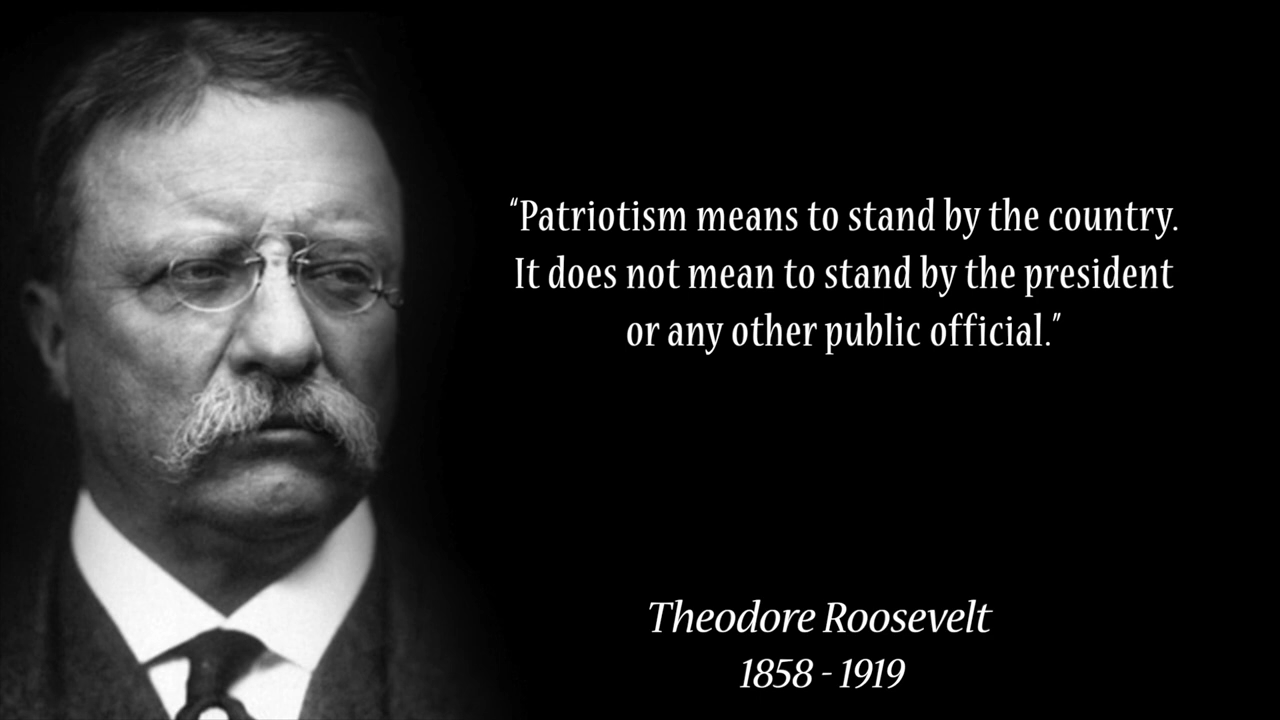 “Patriotism means to stand by the country.
It does not mean to stand by the president
or any other public official.”
Theodore Roosevelt
1858 - 1919